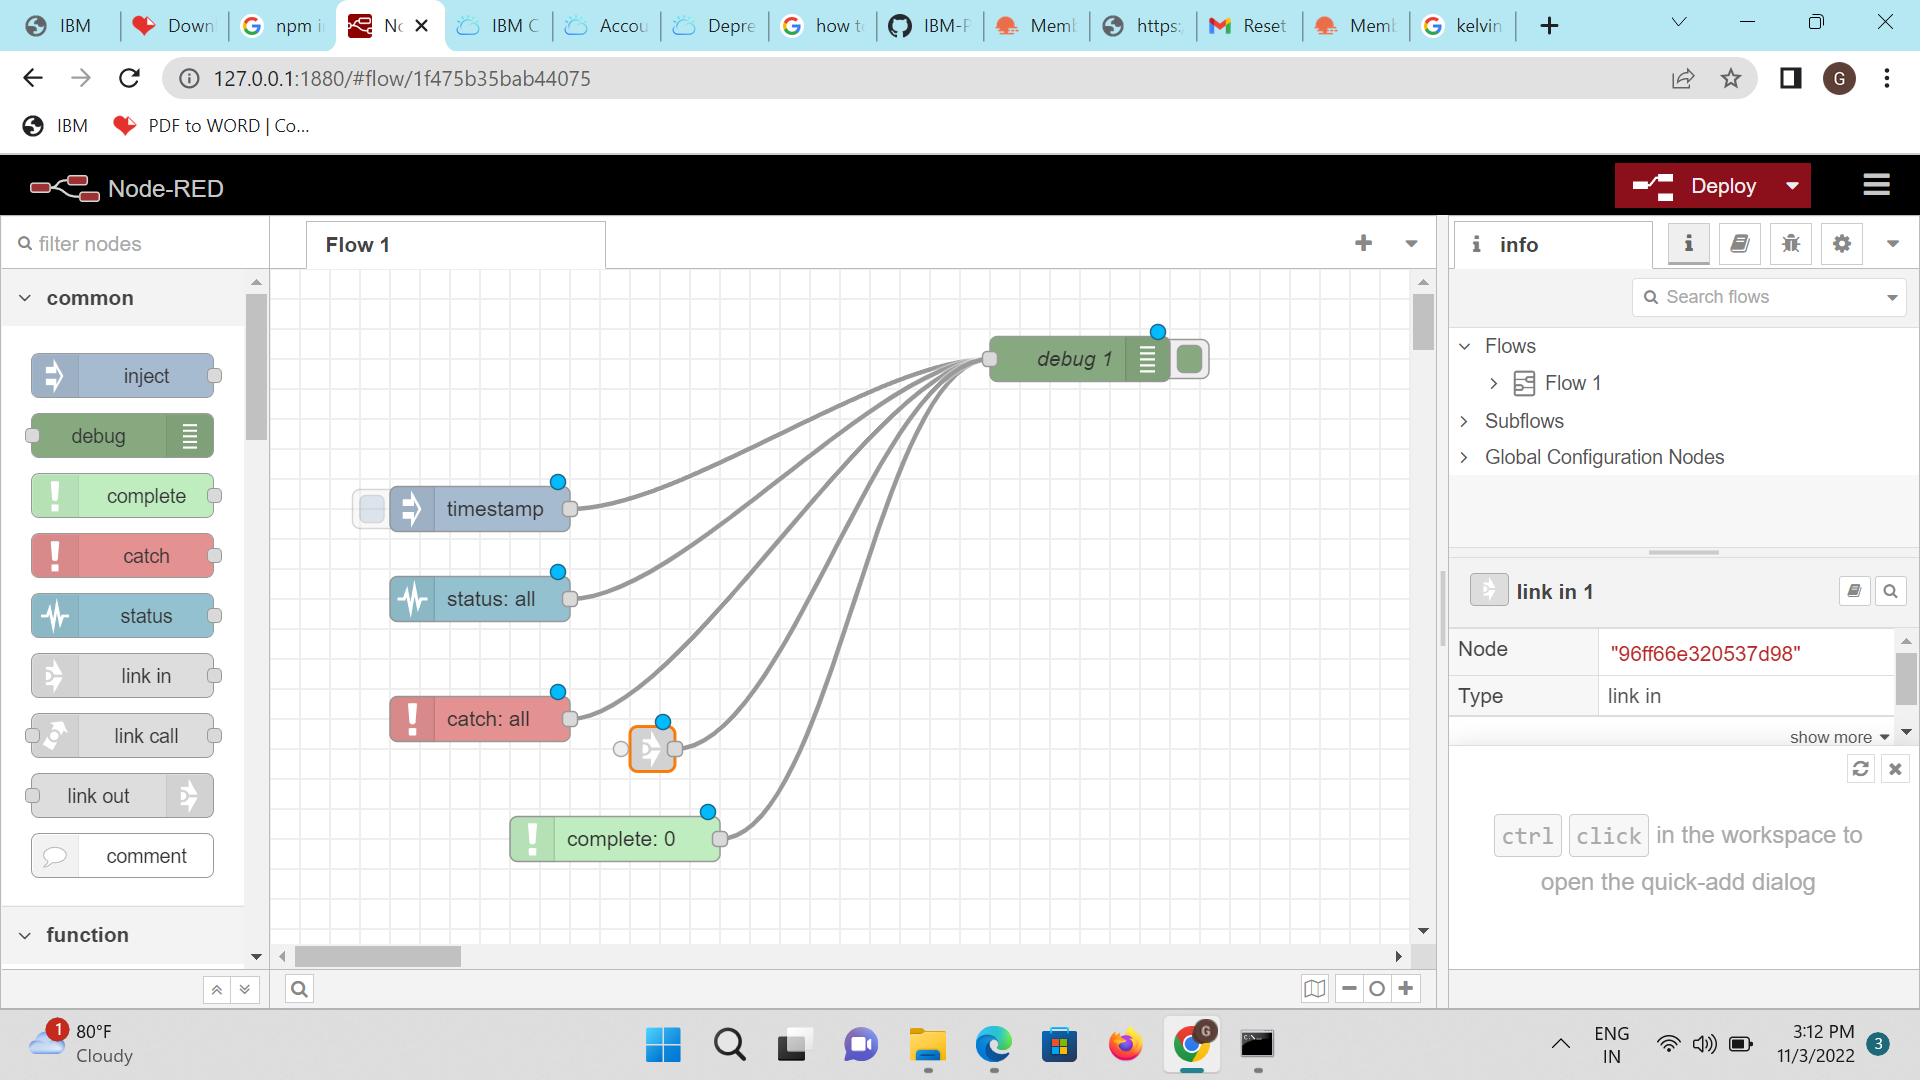 IBM
Down
npm i
No
IBM C
Accou
Depre
how to
IBM-P
Memb
https:
Reset
Memb
kelvin
127.0.0.1:1880/#flow/1f475b35bab44075
G
IBM
PDF to WORD | Co...
Node-RED
Deploy
filter nodes
Flow 1
i info
i
Search flows
common
inject
debug
complete
catch
status
link in
link call
link out
comment
function
debug 1
timestamp
status: all
catch: all
complete: 0
Flows
Flow 1
Subflows
Global Configuration Nodes
link in 1
Node "96ff66e320537d98"
Type link in
show more
ctrl click in the workspace to
open the quick-add dialog
1
80°F
Cloudy
G
ENG
IN
3:12 PM
11/3/2022
3